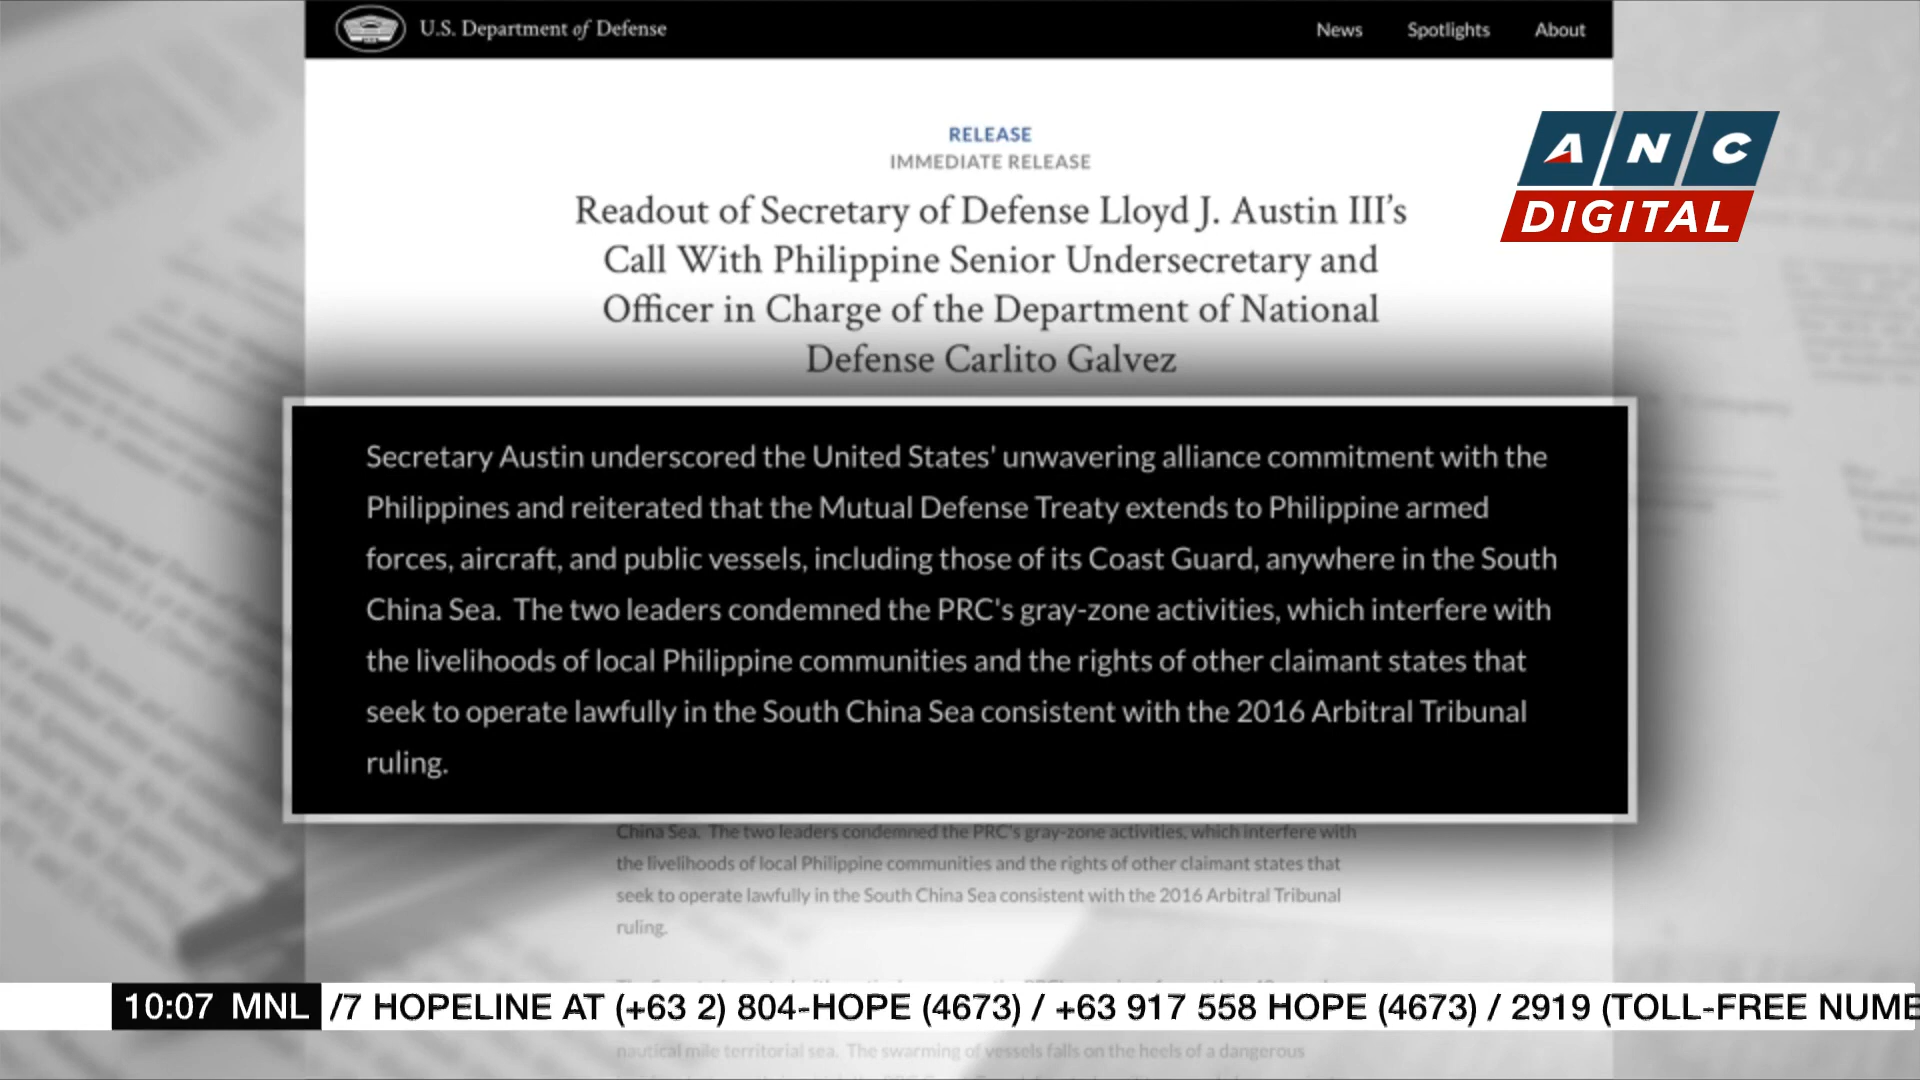 U.S. Department of Defense
News Spotlights About
RELEASE
IMMEDIATE RELEASE
ANC
DIGITAL
Readout of Secretary of Defense Lloyd J. Austin III's
Call With Philippine Senior Undersecretary and
Officer in Charge of the Department of National
Defense Carlito Galvez
Secretary Austin underscored the United States' unwavering alliance commitment with the
Philippines and reiterated that the Mutual Defense Treaty extends to Philippine armed
forces, aircraft, and public vessels, including those of its Coast Guard, anywhere in the South
China Sea.  The two leaders condemned the PRC's gray-zone activities, which interfere with
the livelihoods of local Philippine communities and the rights of other claimant states that
seek to operate lawfully in the South China Sea consistent with the 2016 Arbitral Tribunal
ruling.
China Sea.  The two leaders condemned the PRC's gray-zone activities, which interfere with
the livelihoods of local Philippine communities and the rights of other claimant states that
seek to operate lawfully in the South China Sea consistent with the 2016 Arbitral Tribunal
ruling.
10:07 MNL /7 HOPELINE AT (+63 2) 804-HOPE (4673) / +63 917 558 HOPE (4673) / 2919 (TOLL-FREE NUMBE
nautical mile territorial sea.  The swarming of vessels falls on the heels of a dangerous